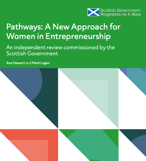 Scottish Government
Riaghaltas na h-Alba
Pathways: A New Approach for
Women in Entrepreneurship
An independent review commissioned by the
Scottish Government
Ana Stewart and Mark Logan